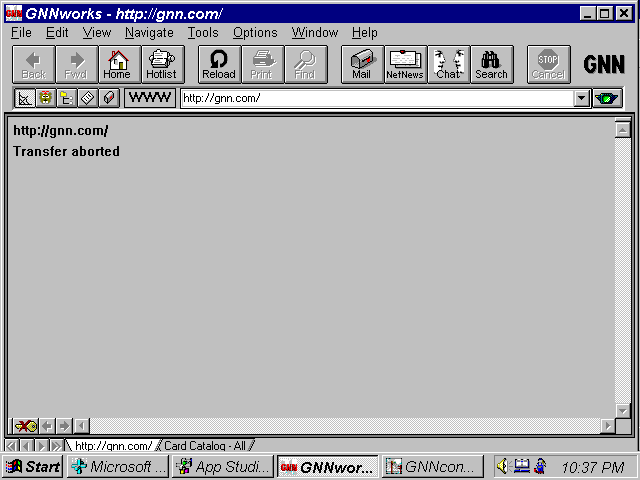 GNNworks - http://gnn.com/
File Edit View Navigate Tools Options Window Help
Back Fwd Home Hotlist Reload Print Find Mail NetNews Chat Search STOP Cancel GNN
WWW http://gnn.com/
http://gnn.com/
Transfer aborted
http://gnn.com/ Card Catalog - All
Start Microsoft ... App Studi... GNN GNNwor... GNNcon... 10:37 PM